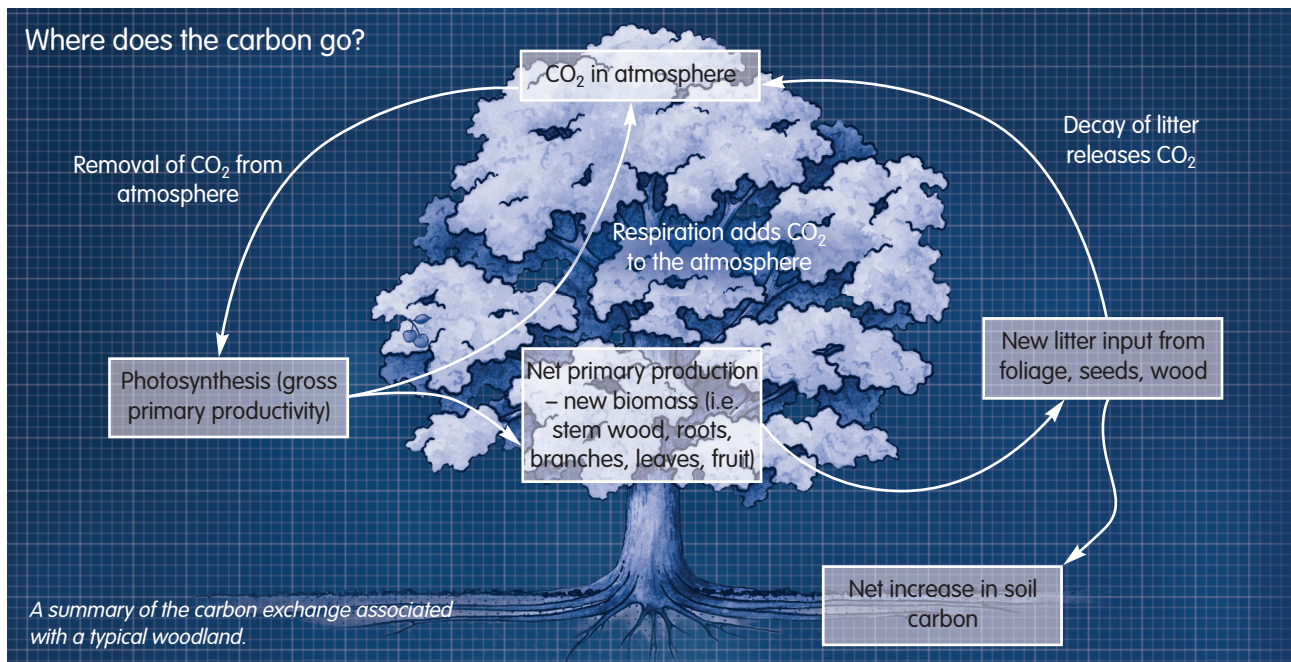 Where does the carbon go?
CO₂ in atmosphere
Removal of CO₂ from
atmosphere
Decay of litter
releases CO₂
Respiration adds CO₂
to the atmosphere
Photosynthesis (gross
primary productivity)
Net primary production
– new biomass (i.e.
stem wood, roots,
branches, leaves, fruit)
New litter input from
foliage, seeds, wood
Net increase in soil
carbon
A summary of the carbon exchange associated
with a typical woodland.